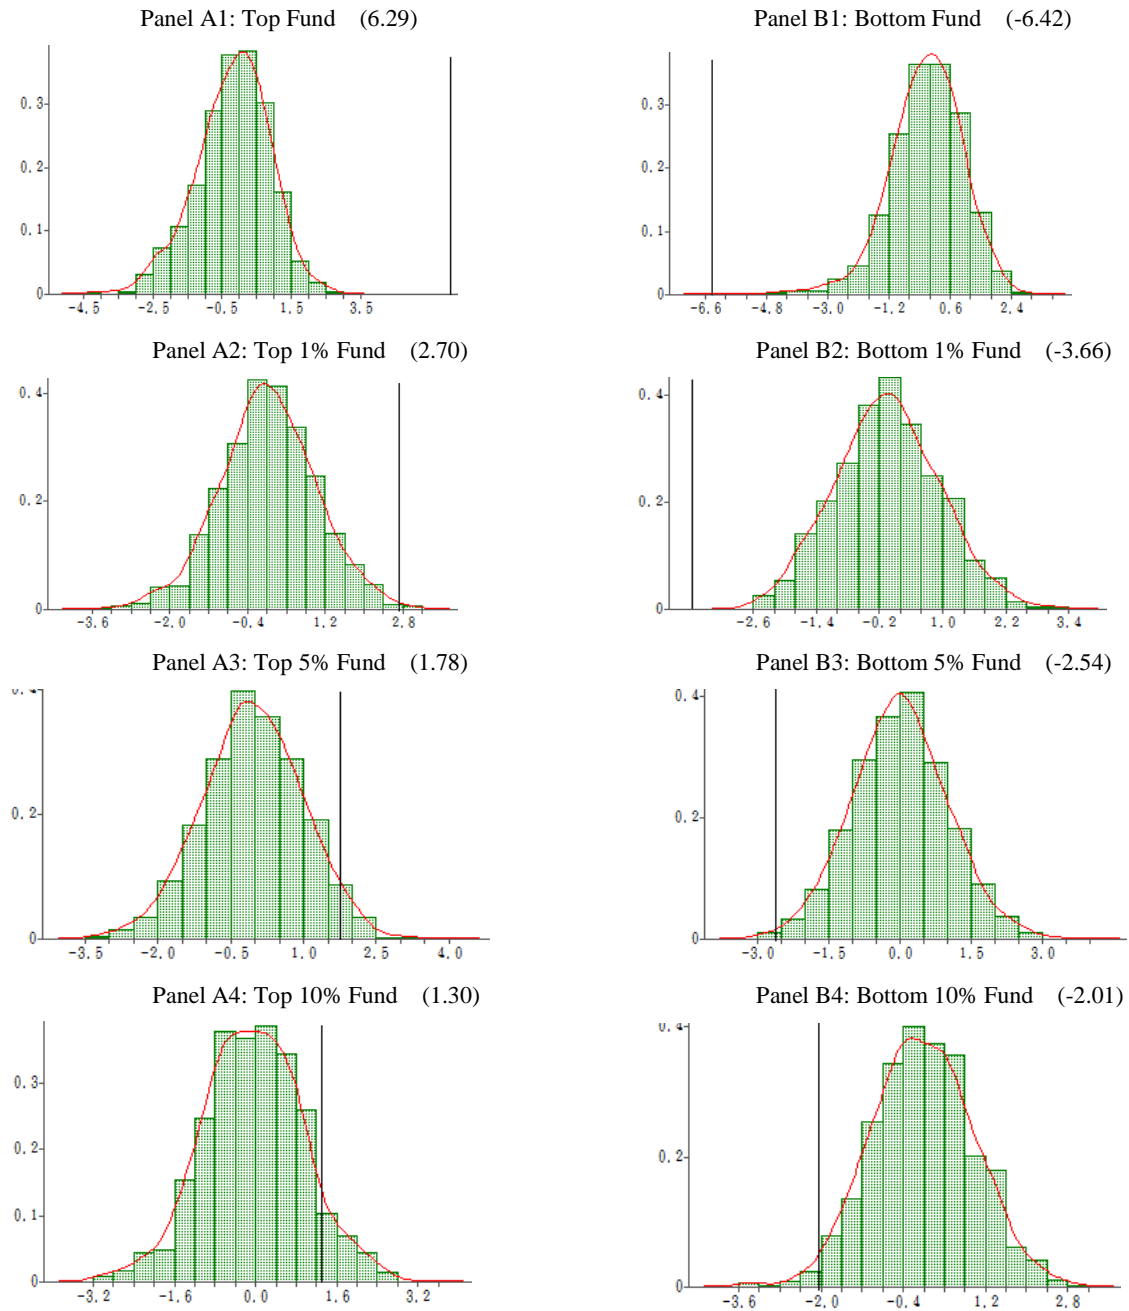 Panel A1: Top Fund (6.29)
0.3
0.2
0.1
0
-4.5 -2.5 -0.5 1.5 3.5
Panel B1: Bottom Fund (-6.42)
0.3
0.2
0.1
0
-6.6 -4.8 -3.0 -1.2 0.6 2.4
Panel A2: Top 1% Fund (2.70)
0.4
0.2
0
-3.6 -2.0 -0.4 1.2 2.8
Panel B2: Bottom 1% Fund (-3.66)
0.4
0.2
0
-2.6 -1.4 -0.2 1.0 2.2 3.4
Panel A3: Top 5% Fund (1.78)
0.4
0.2
0
-3.5 -2.0 -0.5 1.0 2.5 4.0
Panel B3: Bottom 5% Fund (-2.54)
0.4
0.2
0
-3.0 -1.5 0.0 1.5 3.0
Panel A4: Top 10% Fund (1.30)
0.3
0.2
0.1
0
-3.2 -1.6 0.0 1.6 3.2
Panel B4: Bottom 10% Fund (-2.01)
0.4
0.2
0
-3.6 -2.0 -0.4 1.2 2.8